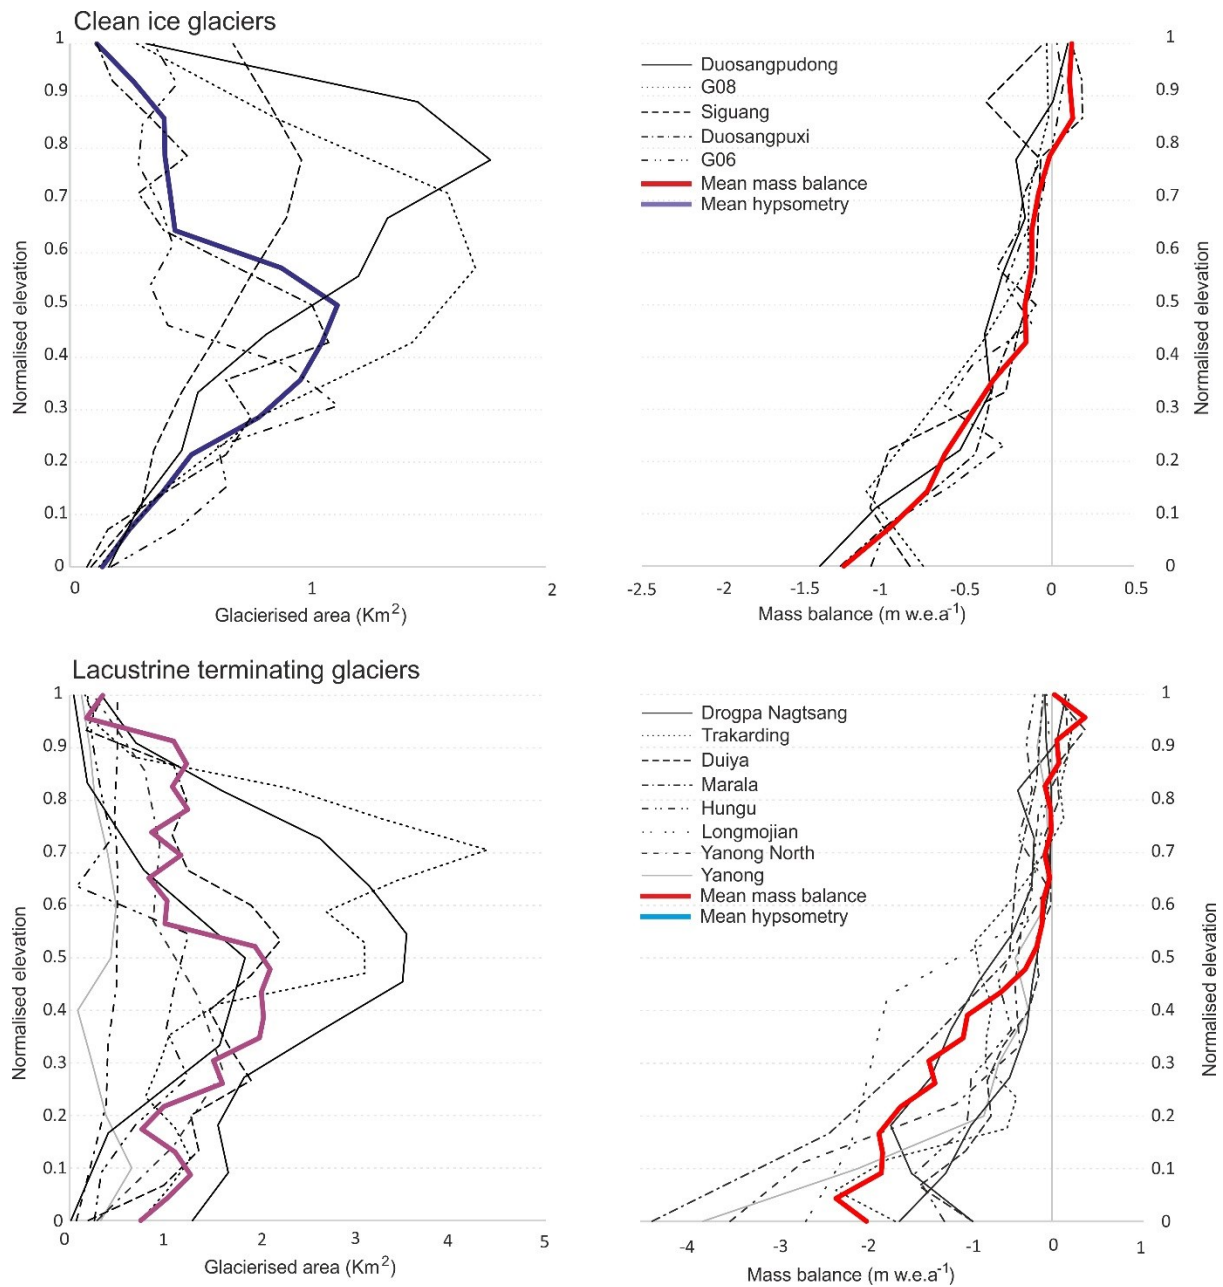 Clean ice glaciers
1
0.9
0.8
0.7
0.6
0.5
0.4
0.3
0.2
0.1
0
Normalised elevation
0
1
2
Glacierised area (Km²)
Duosangpudong
G08
Siguang
Duosangpuxi
G06
Mean mass balance
Mean hypsometry
1
0.9
0.8
0.7
0.6
0.5
0.4
0.3
0.2
0.1
0
Normalised elevation
-2.5
-2
-1.5
-1
-0.5
0
0.5
Mass balance (m w.e.a⁻¹)
Lacustrine terminating glaciers
1
0.9
0.8
0.7
0.6
0.5
0.4
0.3
0.2
0.1
0
Normalised elevation
0
1
2
3
4
5
Glacierised area (Km²)
Drogpa Nagtsang
Trakarding
Duiya
Marala
Hungu
Longmojian
Yanong North
Yanong
Mean mass balance
Mean hypsometry
1
0.9
0.8
0.7
0.6
0.5
0.4
0.3
0.2
0.1
0
Normalised elevation
-4
-3
-2
-1
0
1
Mass balance (m w.e.a⁻¹)